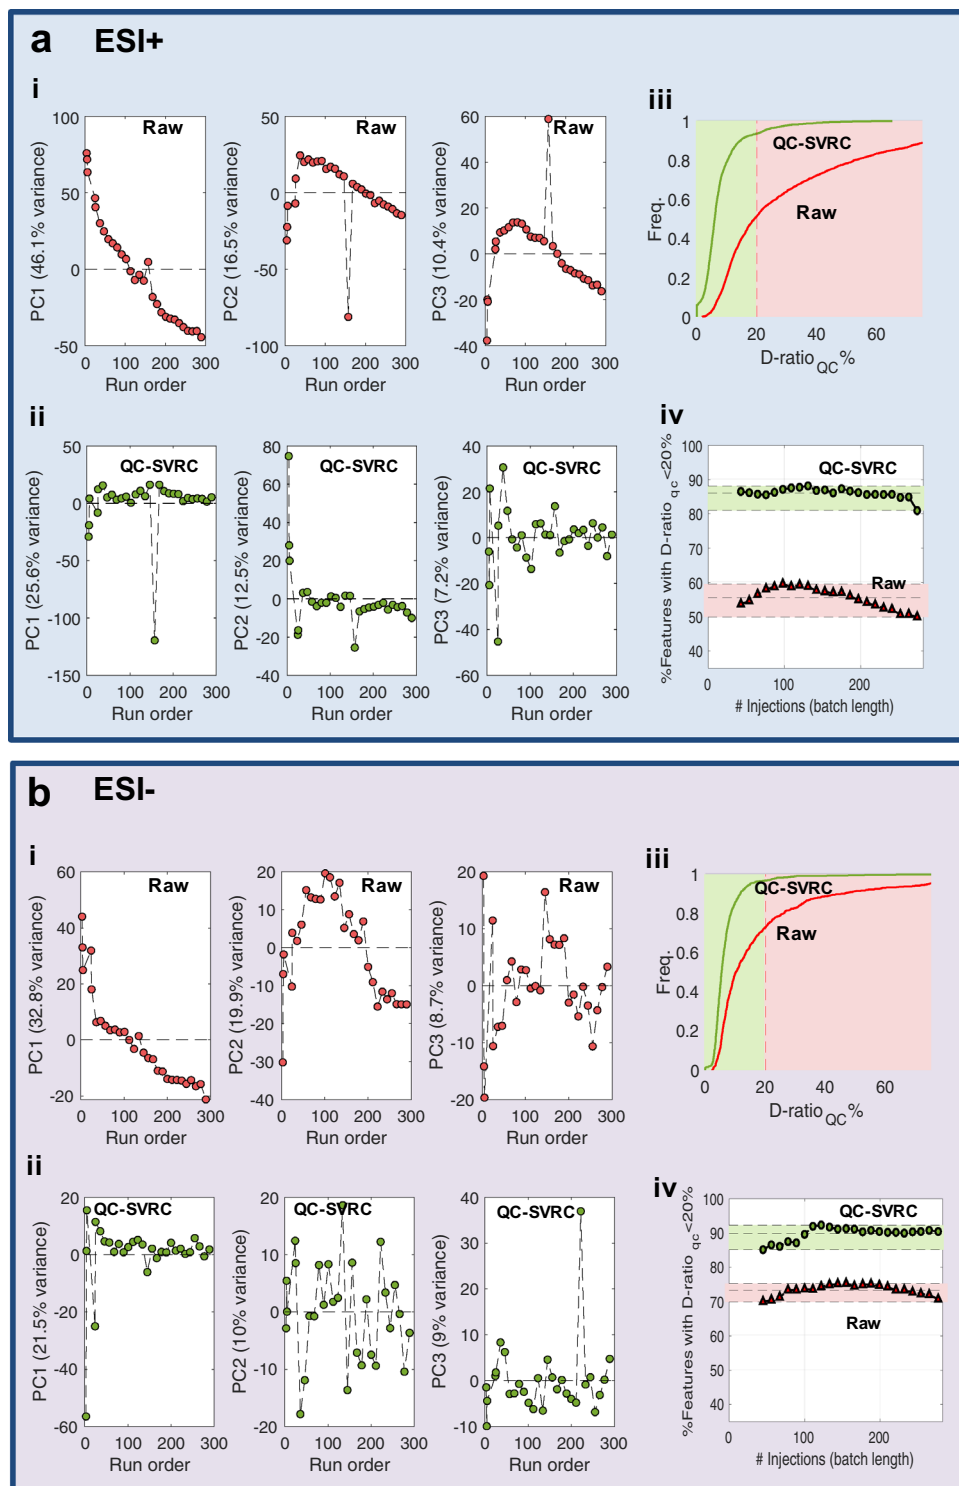 a ESI+
i
Raw
PC1 (46.1% variance)
100
50
0
-50
0 100 200 300
Run order
Raw
PC2 (16.5% variance)
50
0
-50
-100
0 100 200 300
Run order
Raw
PC3 (10.4% variance)
60
40
20
0
-20
-40
0 100 200 300
Run order
iii
QC-SVRC
Raw
Freq.
1
0.8
0.6
0.4
0.2
0
0 20 40 60
D-ratio QC %
ii
QC-SVRC
PC1 (25.6% variance)
50
0
-50
-100
-150
0 100 200 300
Run order
QC-SVRC
PC2 (12.5% variance)
80
60
40
20
0
-20
-40
0 100 200 300
Run order
QC-SVRC
PC3 (7.2% variance)
40
20
0
-20
-40
-60
0 100 200 300
Run order
iv
QC-SVRC
Raw
%Features with D-ratio qc <20%
100
90
80
70
60
50
40
0 100 200
# Injections (batch length)
b ESI-
i
Raw
PC1 (32.8% variance)
60
40
20
0
-20
0 100 200 300
Run order
Raw
PC2 (19.9% variance)
20
10
0
-10
-20
-30
-40
0 100 200 300
Run order
Raw
PC3 (8.7% variance)
20
10
0
-10
-20
0 100 200 300
Run order
iii
QC-SVRC
Raw
Freq.
1
0.8
0.6
0.4
0.2
0
0 20 40 60
D-ratio QC %
ii
QC-SVRC
PC1 (21.5% variance)
20
0
-20
-40
-60
0 100 200 300
Run order
QC-SVRC
PC2 (10% variance)
20
10
0
-10
-20
0 100 200 300
Run order
QC-SVRC
PC3 (9% variance)
40
30
20
10
0
-10
0 100 200 300
Run order
iv
QC-SVRC
Raw
%Features with D-ratio qc <20%
100
90
80
70
60
50
40
0 100 200
# Injections (batch length)